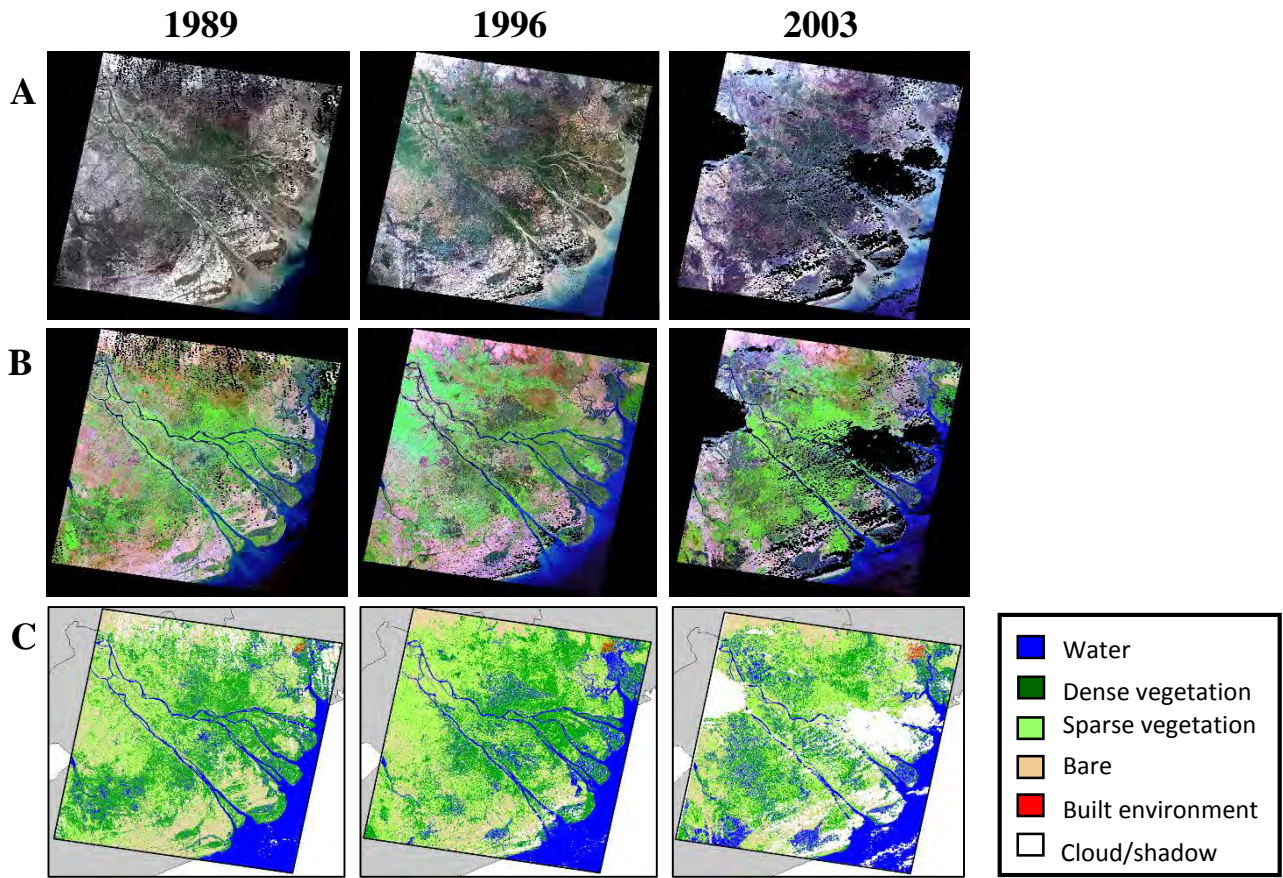 1989 1996 2003
A
B
C
Water
Dense vegetation
Sparse vegetation
Bare
Built environment
Cloud/shadow